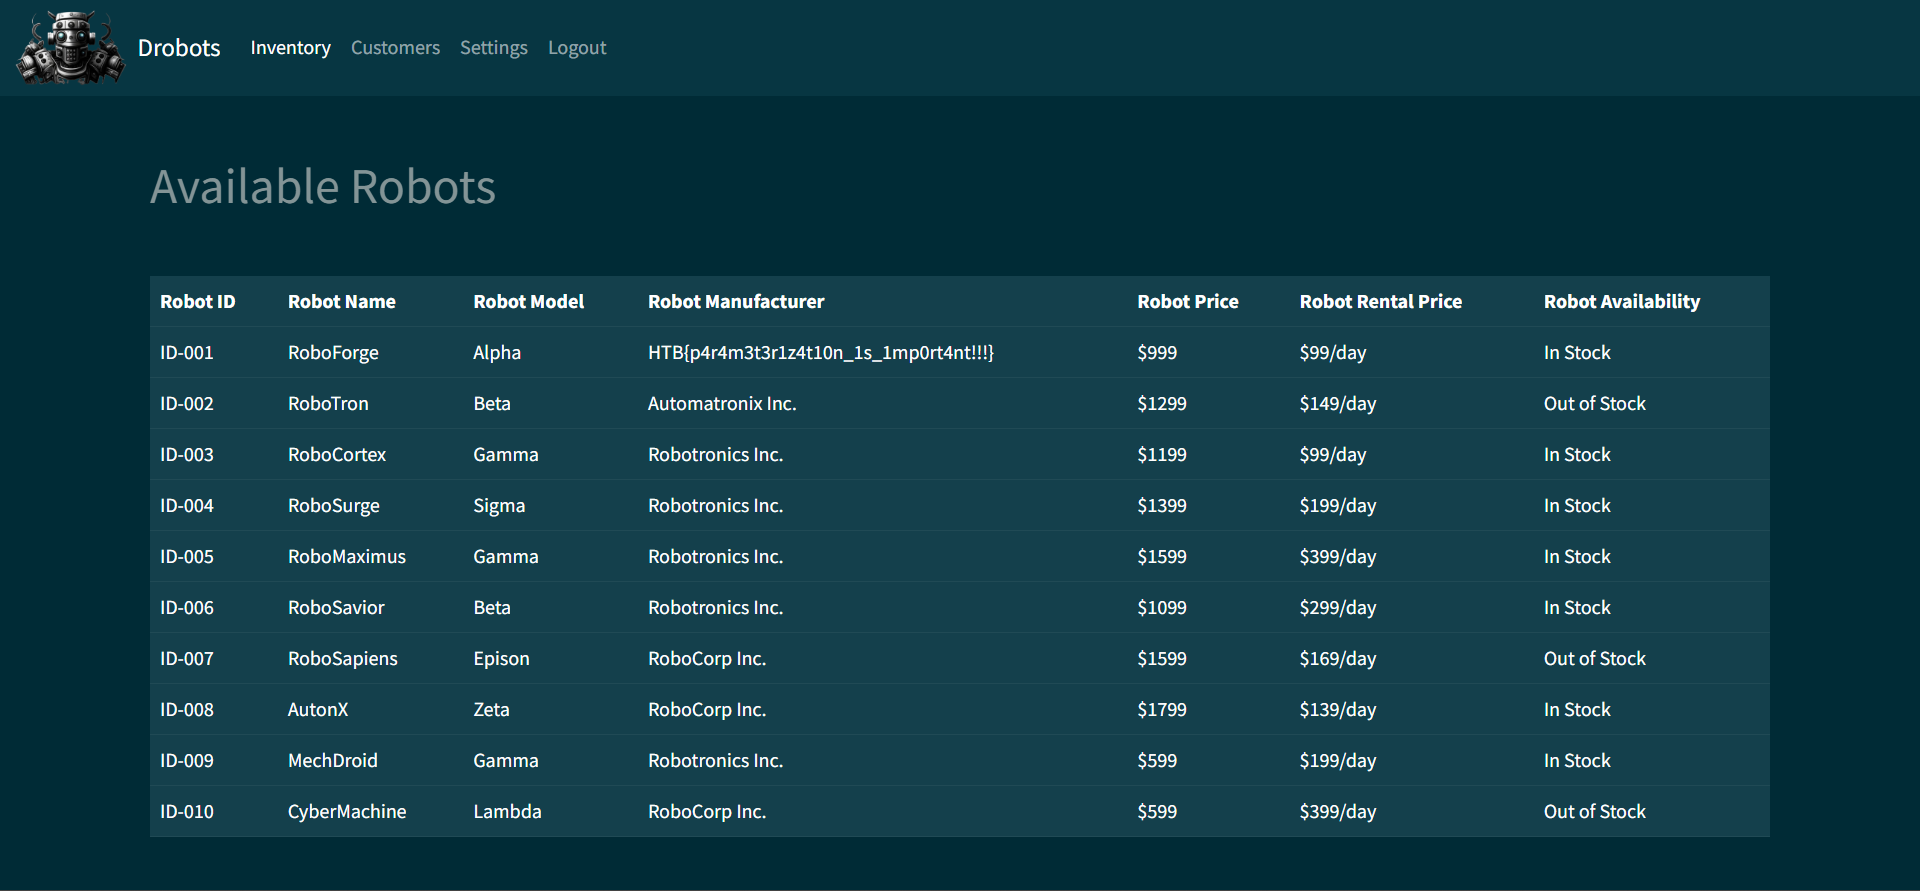 Drobots Inventory Customers Settings Logout
Available Robots
Robot ID Robot Name Robot Model Robot Manufacturer Robot Price Robot Rental Price Robot Availability
ID-001 RoboForge Alpha HTB{p4r4m3t3r1z4t10n_1s_1mp0rt4nt!!!} $999 $99/day In Stock
ID-002 RoboTron Beta Automatronix Inc. $1299 $149/day Out of Stock
ID-003 RoboCortex Gamma Robotronics Inc. $1199 $99/day In Stock
ID-004 RoboSurge Sigma Robotronics Inc. $1399 $199/day In Stock
ID-005 RoboMaximus Gamma Robotronics Inc. $1599 $399/day In Stock
ID-006 RoboSavior Beta Robotronics Inc. $1099 $299/day In Stock
ID-007 RoboSapiens Epison RoboCorp Inc. $1599 $169/day Out of Stock
ID-008 AutonX Zeta RoboCorp Inc. $1799 $139/day In Stock
ID-009 MechDroid Gamma Robotronics Inc. $599 $199/day In Stock
ID-010 CyberMachine Lambda RoboCorp Inc. $599 $399/day Out of Stock